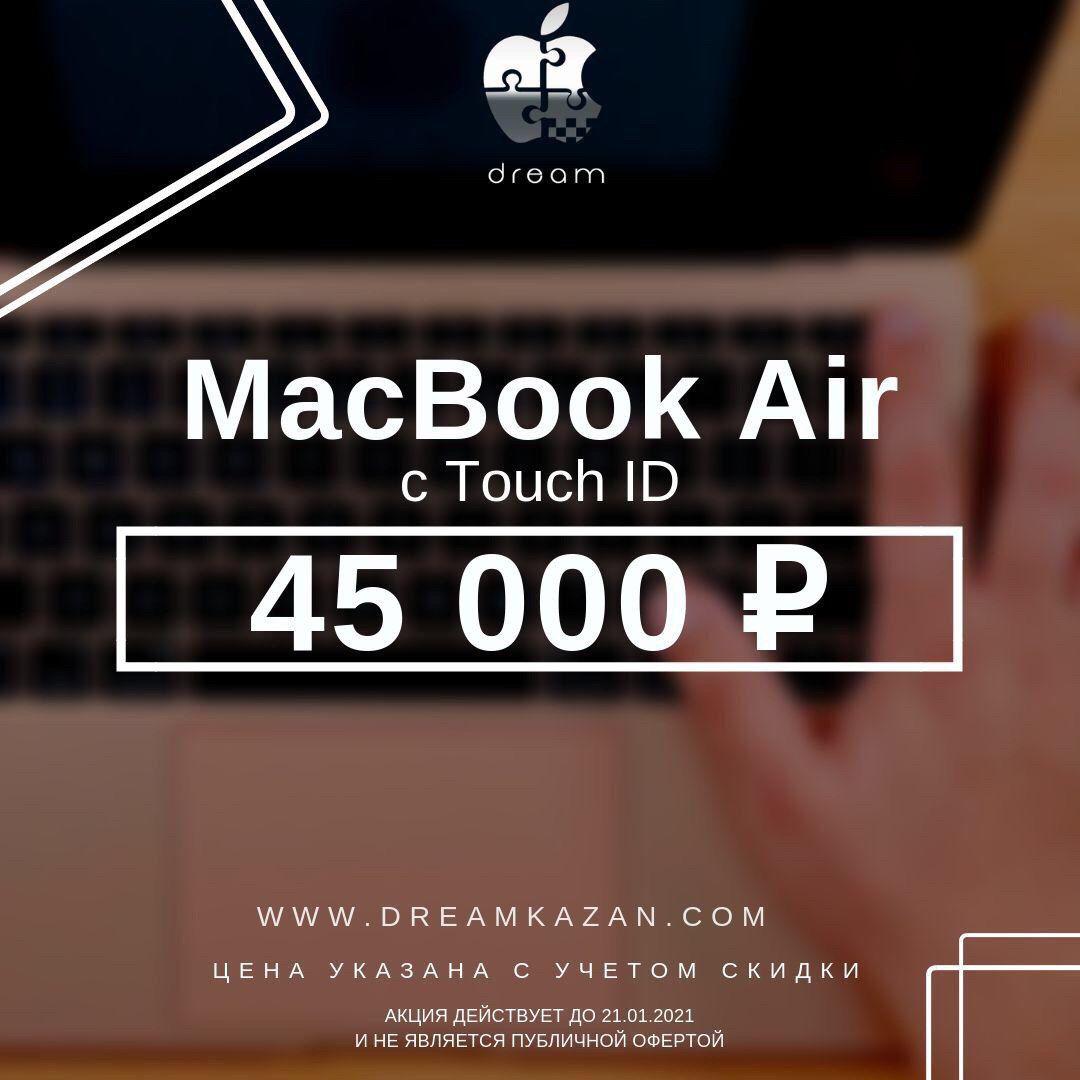 dream
MacBook Air
с Touch ID
45 000 ₽
WWW.DREAMKAZAN.COM
ЦЕНА УКАЗАНА С УЧЕТОМ СКИДКИ
АКЦИЯ ДЕЙСТВУЕТ ДО 21.01.2021
И НЕ ЯВЛЯЕТСЯ ПУБЛИЧНОЙ ОФЕРТОЙ